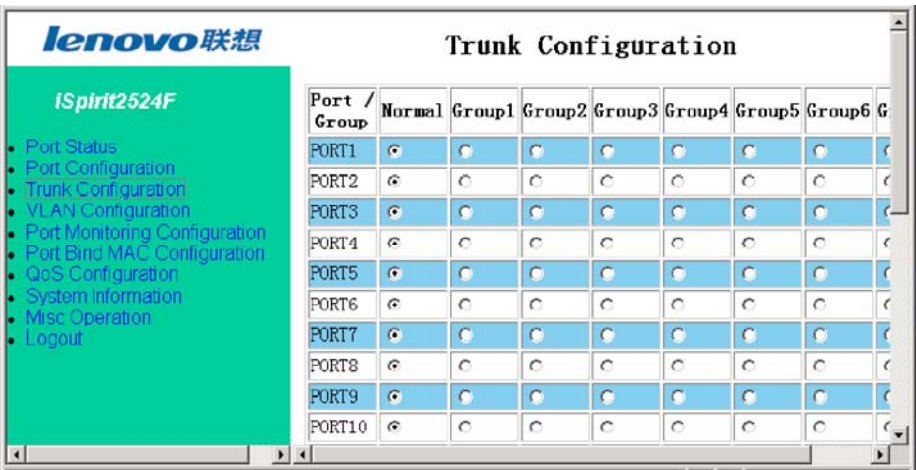 lenovo联想
iSpirit2524F
Port Status
Port Configuration
Trunk Configuration
VLAN Configuration
Port Monitoring Configuration
Port Bind MAC Configuration
QoS Configuration
System Information
Misc Operation
Logout
Trunk Configuration
Port / Group Normal Group1 Group2 Group3 Group4 Group5 Group6 G
PORT1
PORT2
PORT3
PORT4
PORT5
PORT6
PORT7
PORT8
PORT9
PORT10